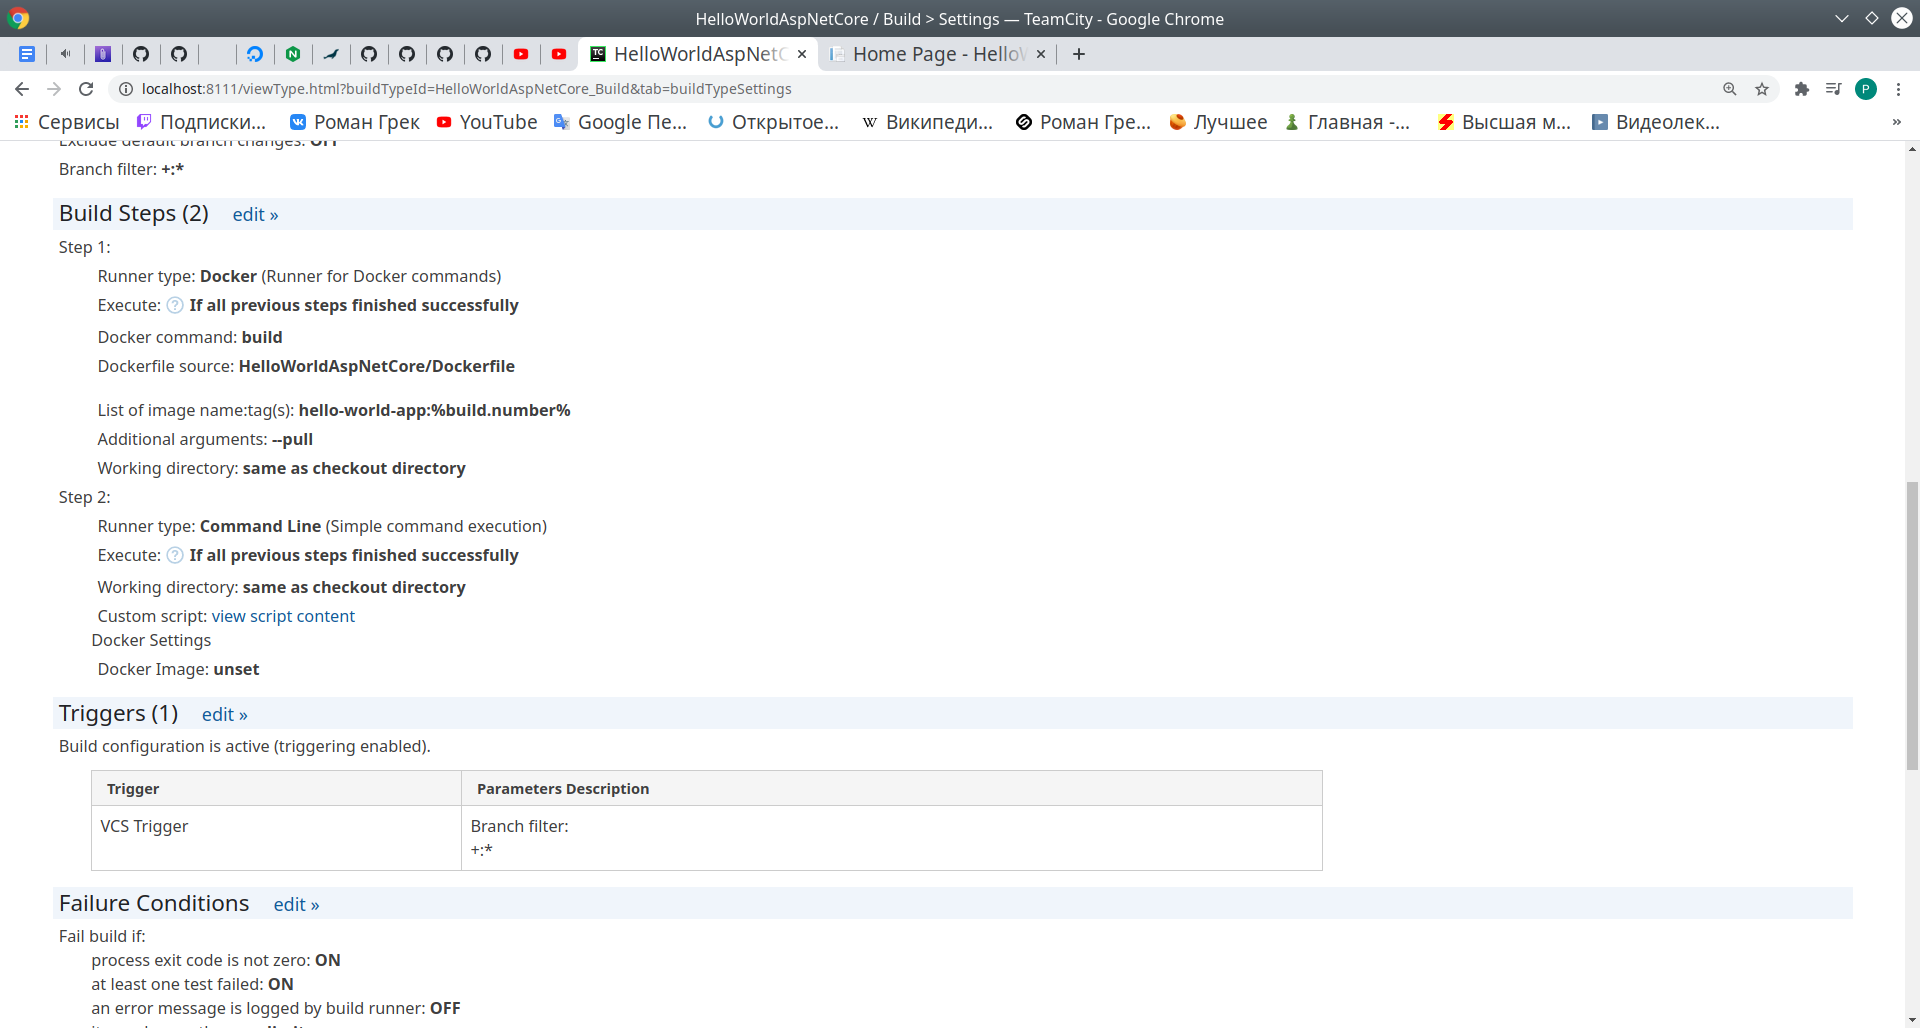 HelloWorldAspNetCore / Build > Settings — TeamCity - Google Chrome
HelloWorldAspNetC
Home Page - HelloW
localhost:8111/viewType.html?buildTypeId=HelloWorldAspNetCore_Build&tab=buildTypeSettings
P
Сервисы
Подписки...
Роман Грек
YouTube
Google Пе...
Открытое...
Википеди...
Роман Гре...
Лучшее
Главная -...
Высшая м...
Видеолек...
»
Exclude default branch changes: OFF
Branch filter: +:*
Build Steps (2) edit »
Step 1:
Runner type: Docker (Runner for Docker commands)
Execute: ? If all previous steps finished successfully
Docker command: build
Dockerfile source: HelloWorldAspNetCore/Dockerfile
List of image name:tag(s): hello-world-app:%build.number%
Additional arguments: --pull
Working directory: same as checkout directory
Step 2:
Runner type: Command Line (Simple command execution)
Execute: ? If all previous steps finished successfully
Working directory: same as checkout directory
Custom script: view script content
Docker Settings
Docker Image: unset
Triggers (1) edit »
Build configuration is active (triggering enabled).
Trigger Parameters Description
VCS Trigger Branch filter:
+:*
Failure Conditions edit »
Fail build if:
process exit code is not zero: ON
at least one test failed: ON
an error message is logged by build runner: OFF